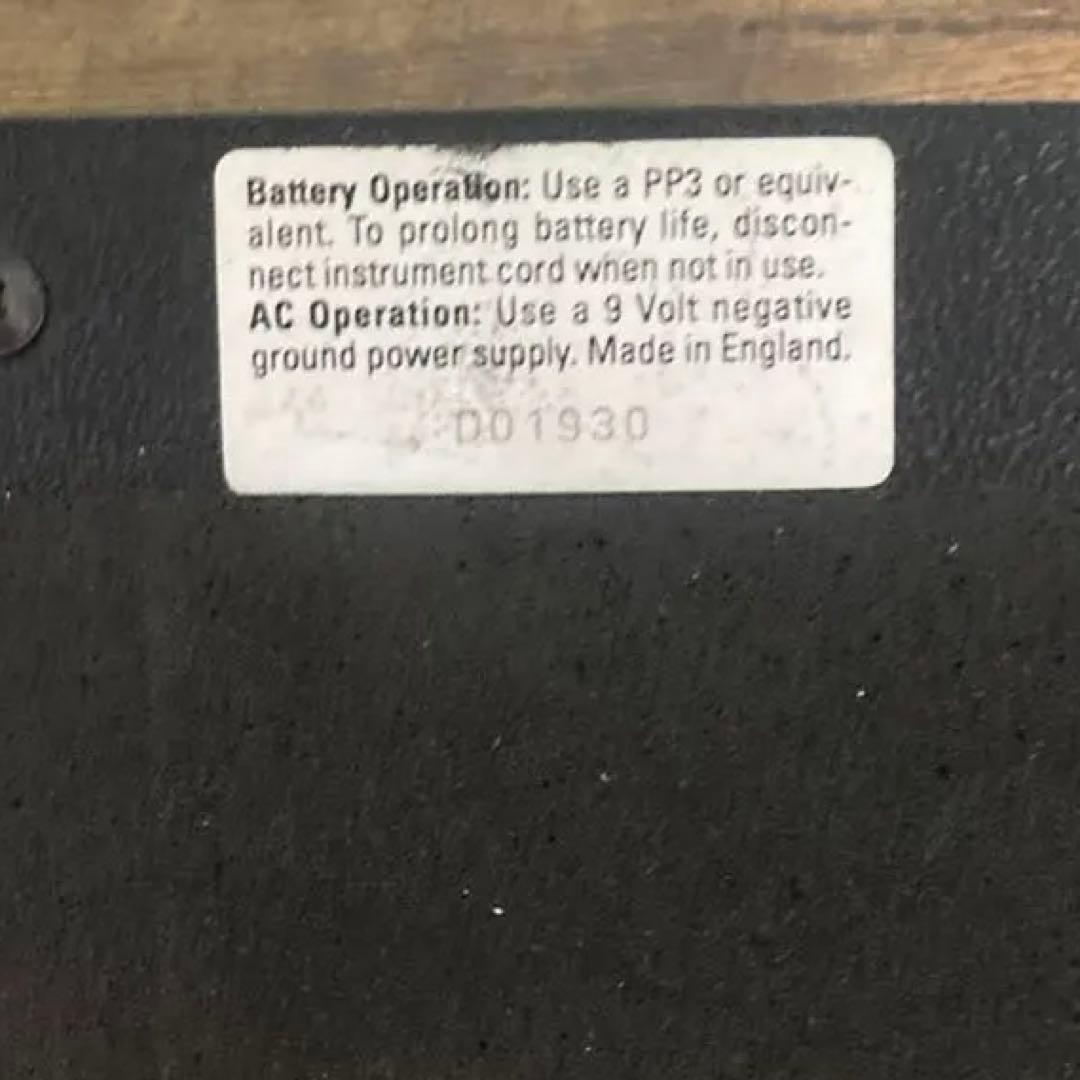 Battery Operation: Use a PP3 or equiv-
alent. To prolong battery life, discon-
nect instrument cord when not in use.
AC Operation: Use a 9 Volt negative
ground power supply. Made in England.
D01930